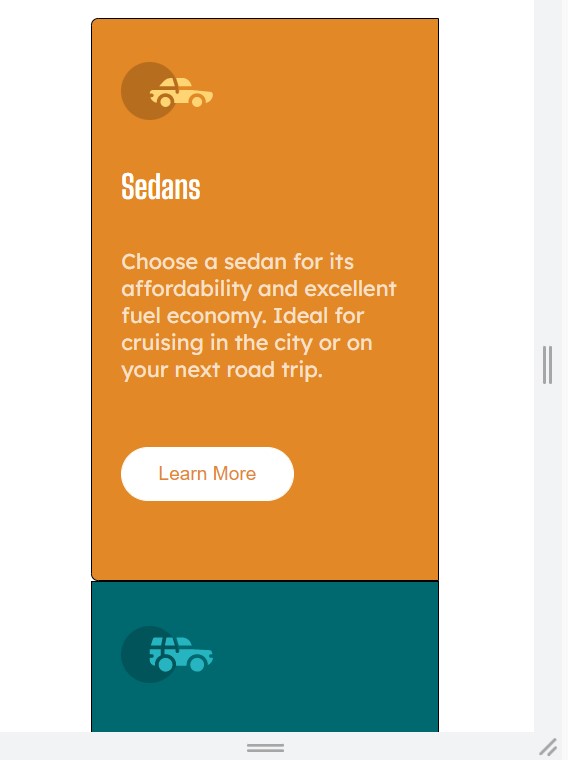 Sedans
Choose a sedan for its
affordability and excellent
fuel economy. Ideal for
cruising in the city or on
your next road trip.
Learn More